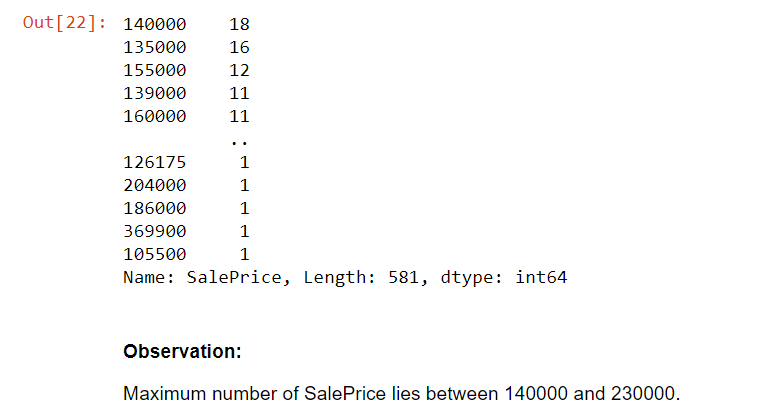 Out[22]: 140000    18
135000    16
155000    12
139000    11
160000    11
..
126175     1
204000     1
186000     1
369900     1
105500     1
Name: SalePrice, Length: 581, dtype: int64
Observation:
Maximum number of SalePrice lies between 140000 and 230000.